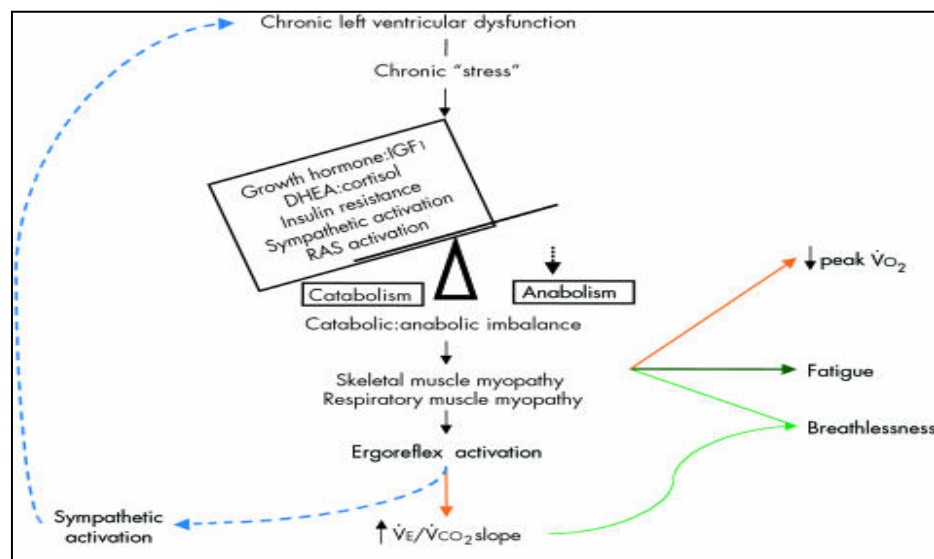 Chronic left ventricular dysfunction
Chronic “stress”
Growth hormone:IGF1
DHEA:cortisol
Insulin resistance
Sympathetic activation
RAS activation
Catabolism
Anabolism
Catabolic:anabolic imbalance
Skeletal muscle myopathy
Respiratory muscle myopathy
Ergoreflex activation
↑ V̇E/V̇CO₂ slope
Sympathetic
activation
↓ peak V̇O₂
Fatigue
Breathlessness